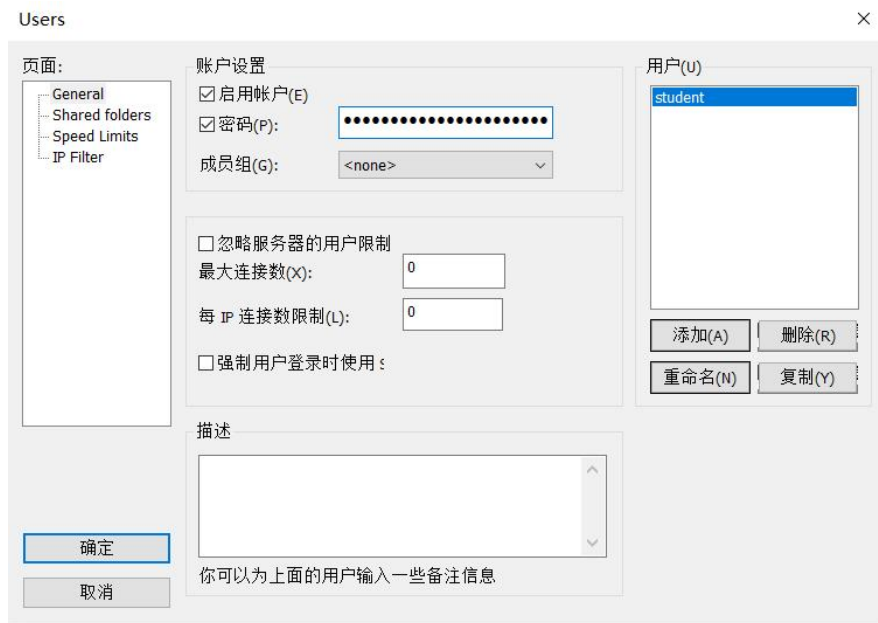 Users
页面:
General
Shared folders
Speed Limits
IP Filter
账户设置
启用帐户(E)
密码(P):
●●●●●●●●●●●●●●●●●●●●●●
成员组(G):
<none>
忽略服务器的用户限制
最大连接数(X):
0
每 IP 连接数限制(L):
0
强制用户登录时使用
描述
你可以为上面的用户输入一些备注信息
用户(U)
student
添加(A)
删除(R)
重命名(N)
复制(Y)
确定
取消